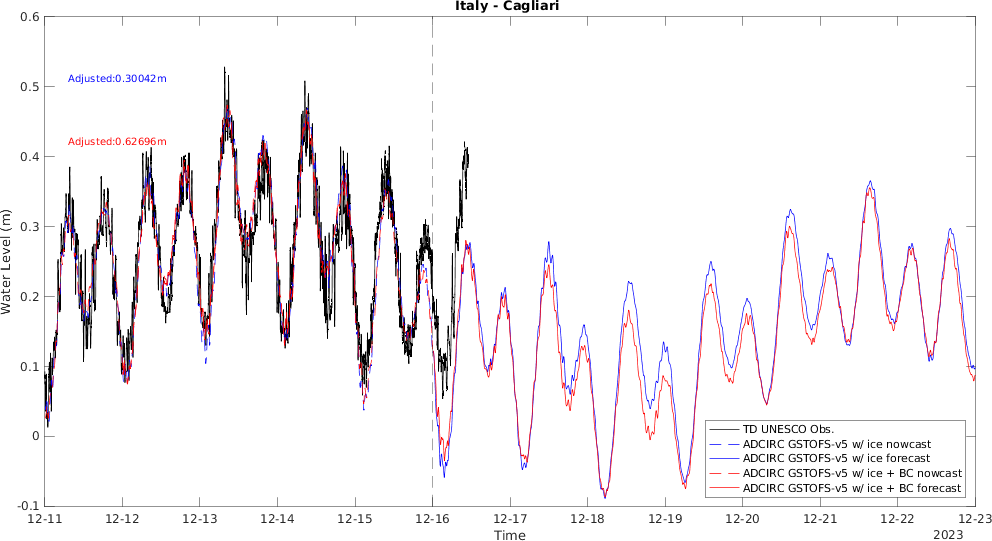 Italy - Cagliari
Water Level (m)
0.6
0.5
0.4
0.3
0.2
0.1
0
-0.1
Adjusted:0.30042m
Adjusted:0.62696m
TD UNESCO Obs.
ADCIRC GSTOFS-v5 w/ ice nowcast
ADCIRC GSTOFS-v5 w/ ice forecast
ADCIRC GSTOFS-v5 w/ ice + BC nowcast
ADCIRC GSTOFS-v5 w/ ice + BC forecast
12-11 12-12 12-13 12-14 12-15 12-16 12-17 12-18 12-19 12-20 12-21 12-22 12-23
Time
2023